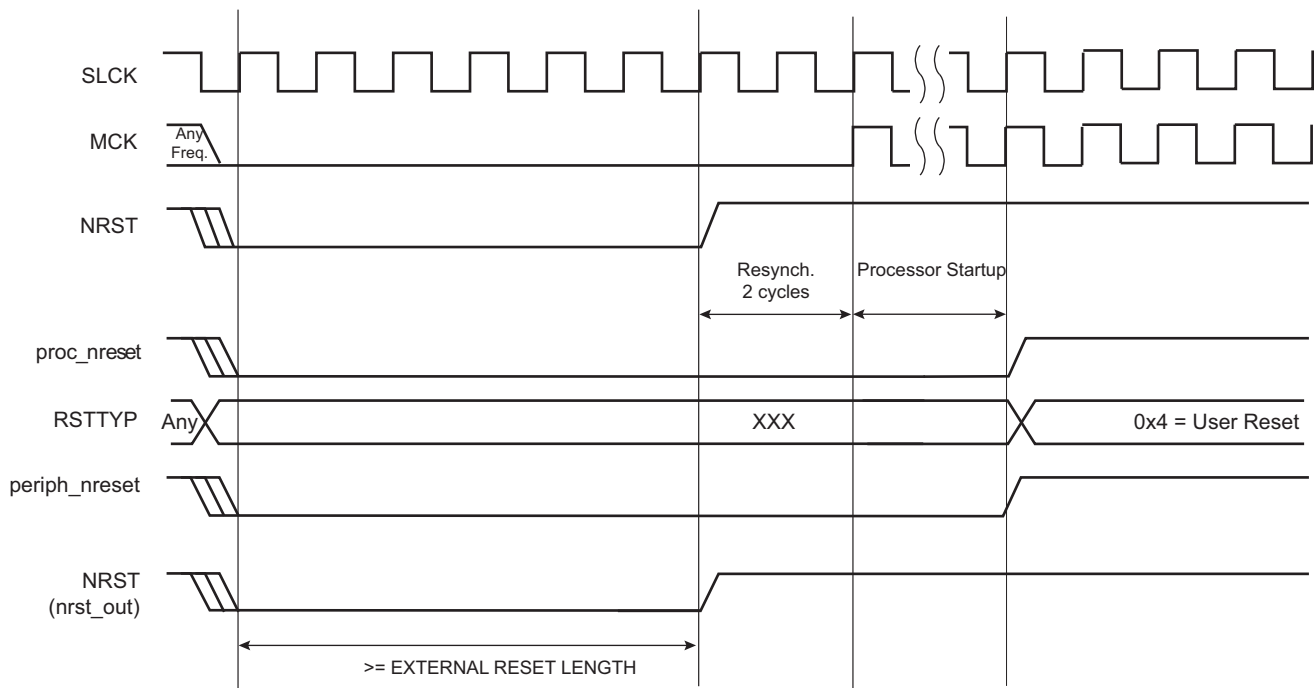 SLCK
MCK
Any
Freq.
NRST
Resynch.
2 cycles
Processor Startup
proc_nreset
RSTTYP
Any
XXX
0x4 = User Reset
periph_nreset
NRST
(nrst_out)
>= EXTERNAL RESET LENGTH